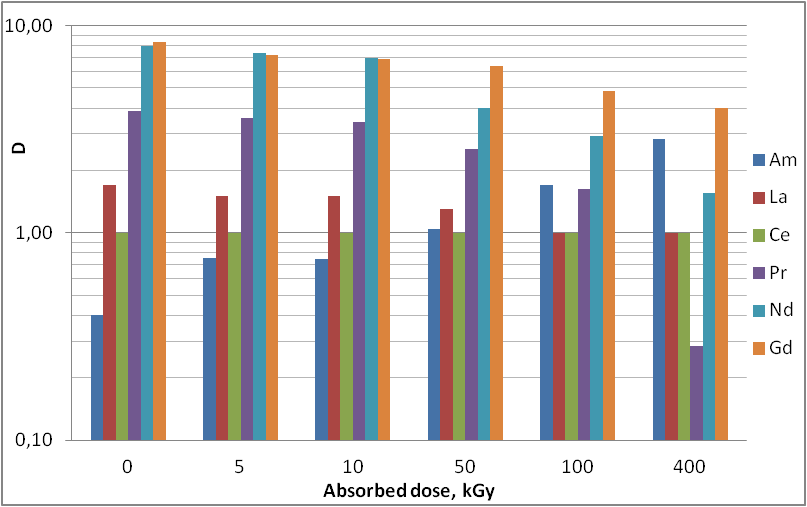 10,00
D
1,00
0,10
0 5 10 50 100 400
Absorbed dose, kGy
Am
La
Ce
Pr
Nd
Gd